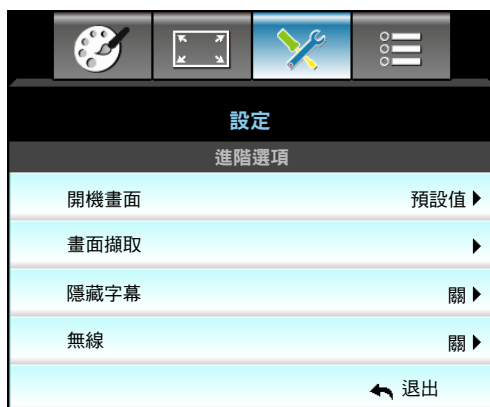 設定
進階選項
開機畫面 預設值
畫面擷取
隱藏字幕 關
無線 關
退出